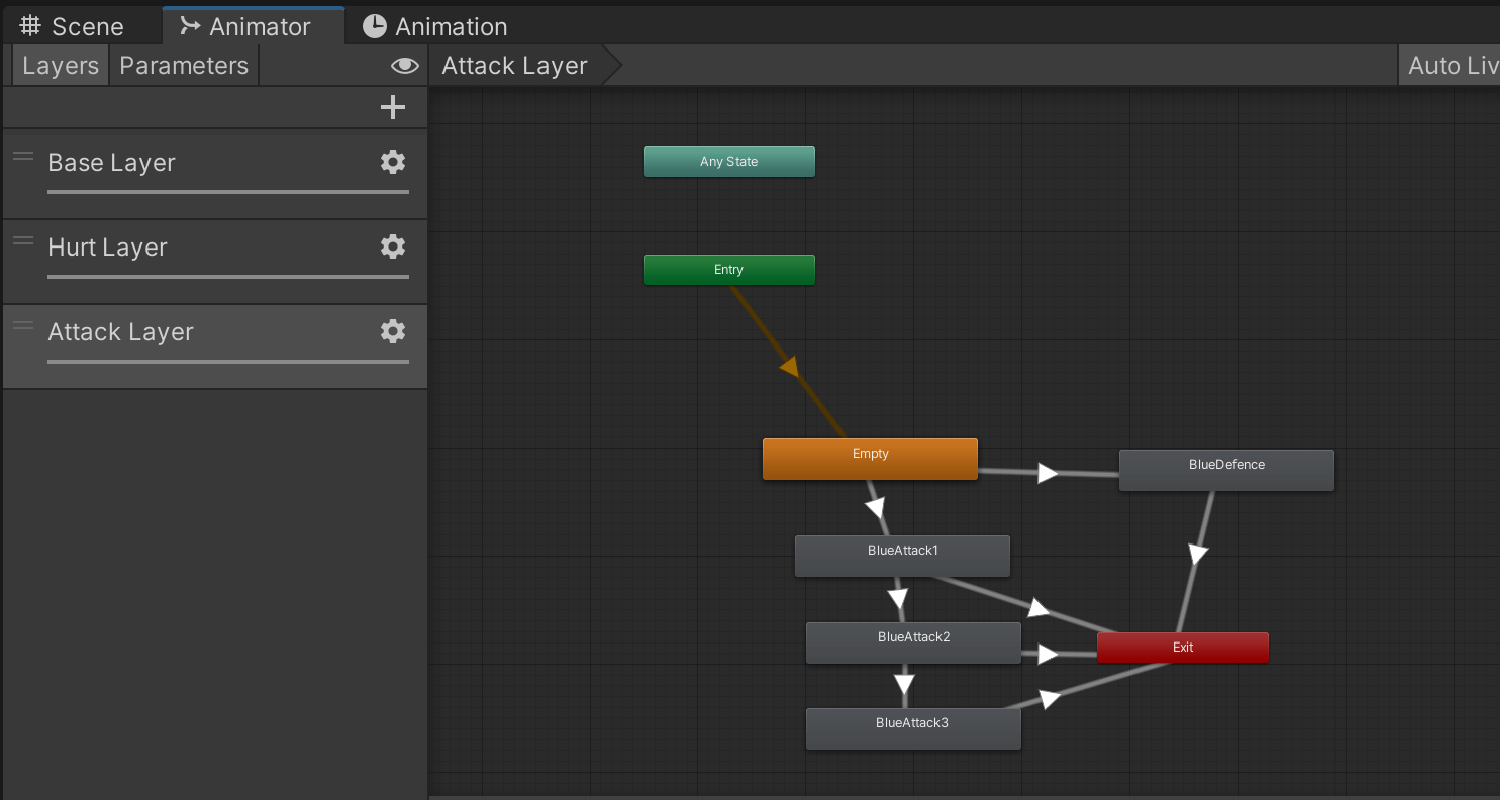 Scene Animator Animation
Layers Parameters Attack Layer Auto Liv
Base Layer
Hurt Layer
Attack Layer
Any State
Entry
Empty
BlueDefence
BlueAttack1
BlueAttack2
Exit
BlueAttack3